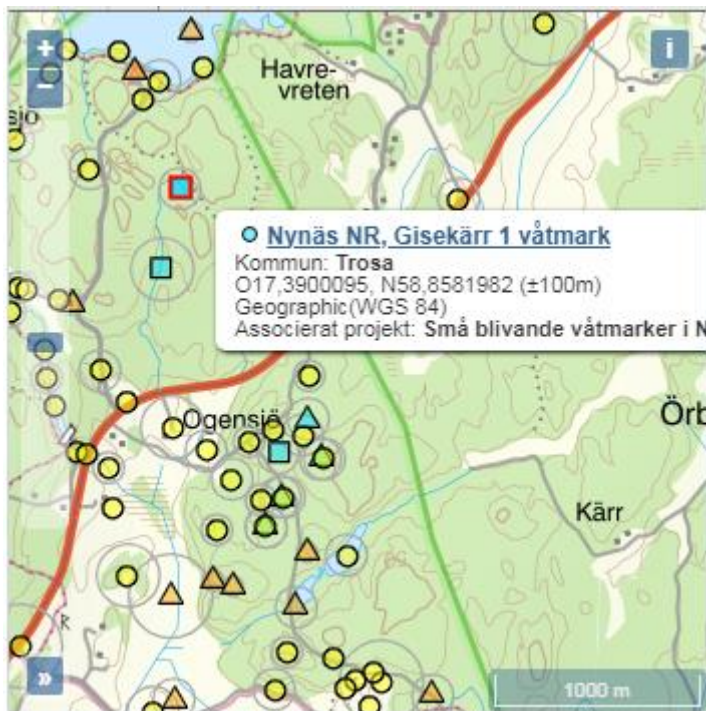 +
i
Havre-
vreten
−
sjö
Nynäs NR, Gisekärr 1 våtmark
Kommun: Trosa
O17,3900095, N58,8581982 (±100m)
Geographic(WGS 84)
Associerat projekt: Små blivande våtmarker i N
Ogensjö
Örb
Kärr
R
»
1000 m